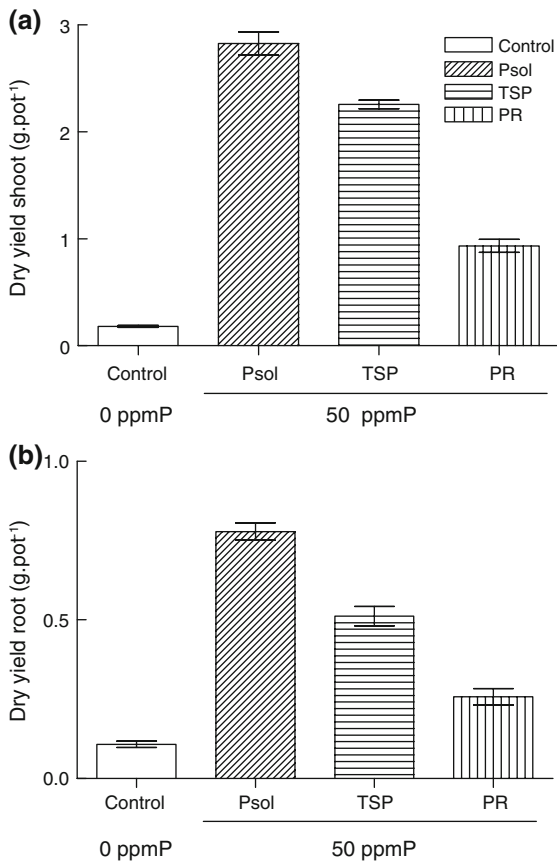 (a)
3
2
1
0
Dry yield shoot (g.pot-1)
Control
Psol
TSP
PR
Control Psol TSP PR
0 ppmP 50 ppmP
(b)
1.0
0.5
0.0
Dry yield root (g.pot-1)
Control Psol TSP PR
0 ppmP 50 ppmP